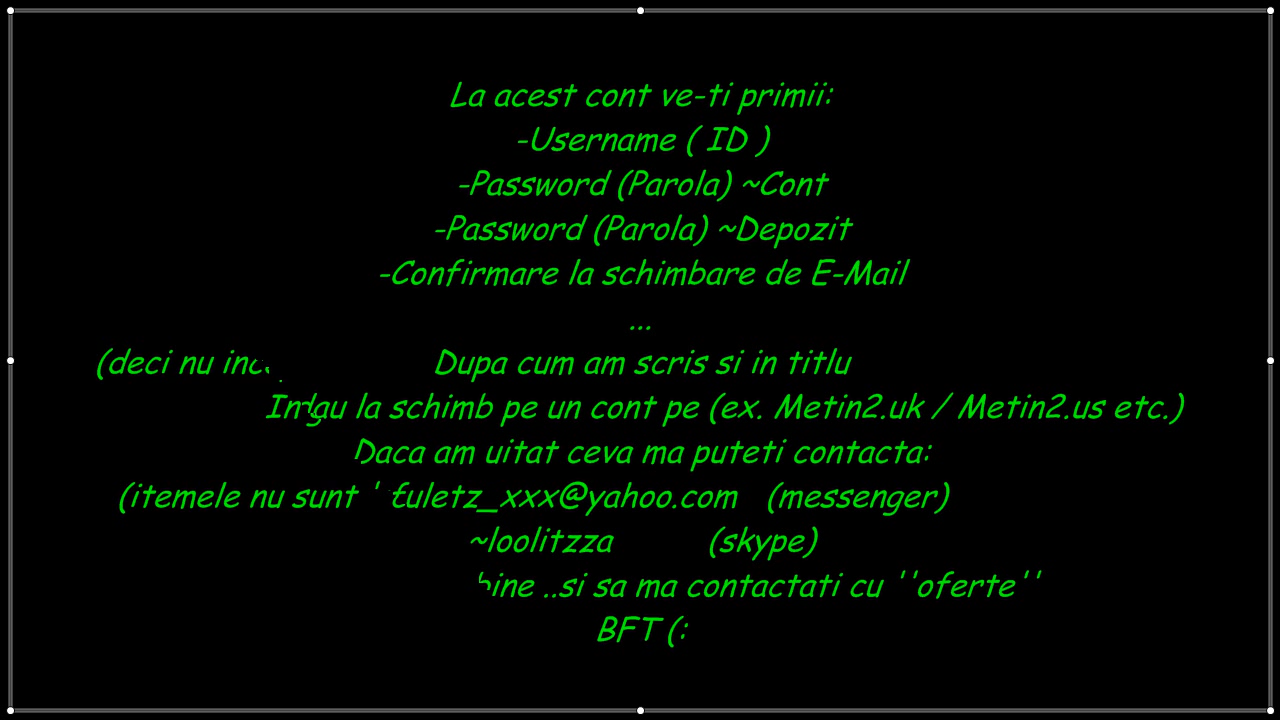 La acest cont ve-ti primii:
-Username ( ID )
-Password (Parola) ~Cont
-Password (Parola) ~Depozit
-Confirmare la schimbare de E-Mail
...
(deci nu Dupa cum am scris si in titlu
la schimb pe un cont pe (ex. Metin2.uk / Metin2.us etc.)
Daca am uitat ceva ma puteti contacta:
(itemele nu sunt ' (messenger)
~loolitzza (skype)
bine ..si sa ma contactati cu ''oferte''
BFT (: